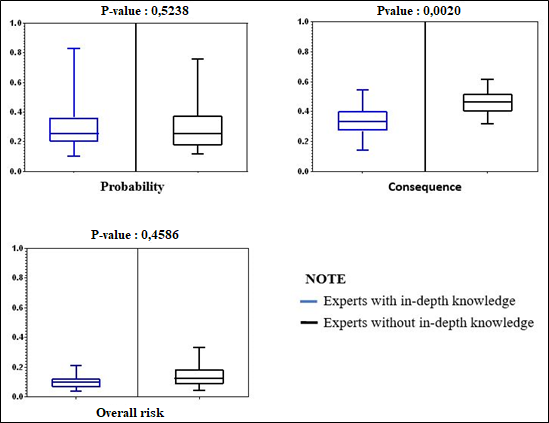 P-value : 0,5238
1.0
0.8
0.6
0.4
0.2
0.0
Probability
Pvalue : 0,0020
1.0
0.8
0.6
0.4
0.2
0.0
Consequence
P-value : 0,4586
1.0
0.8
0.6
0.4
0.2
0.0
Overall risk
NOTE
Experts with in-depth knowledge
Experts without in-depth knowledge